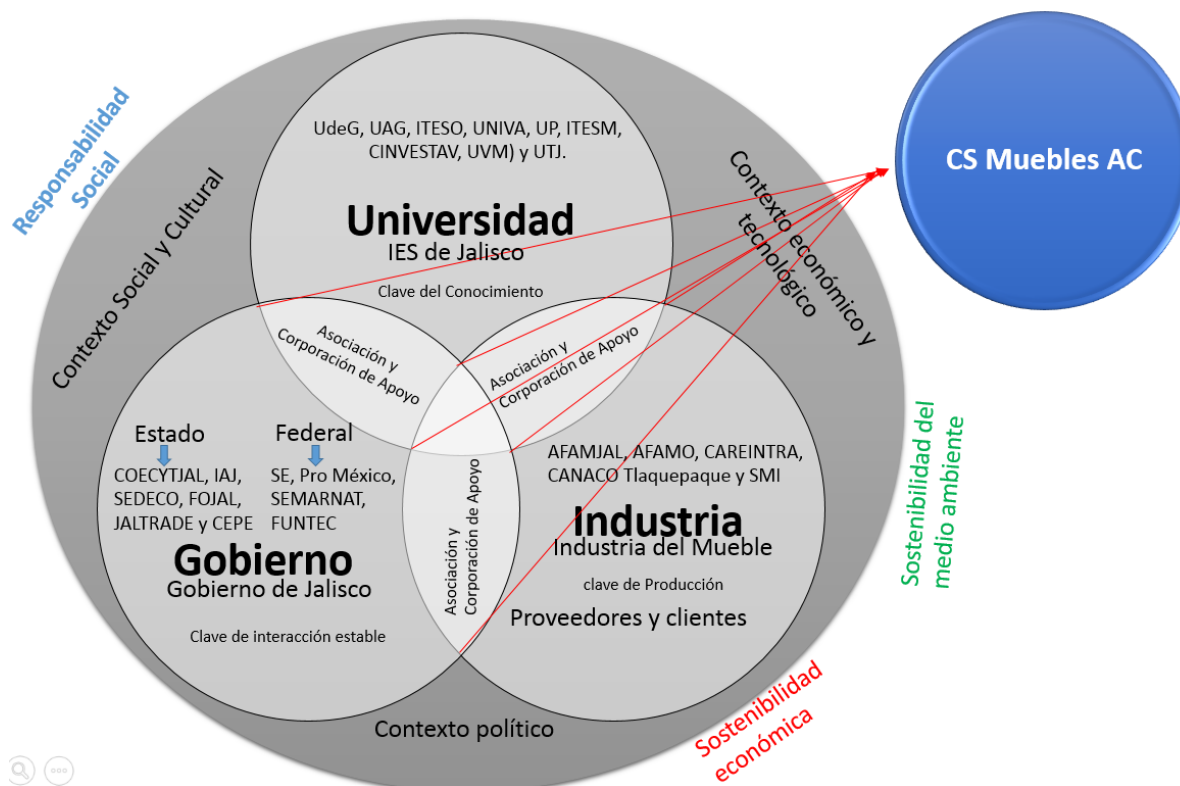 Responsabilidad
Social
Contexto Social y Cultural
UdeG, UAG, ITESO, UNIVA, UP, ITESM,
CINVESTAV, UVM) y UTJ.
Universidad
IES de Jalisco
Clave del Conocimiento
Contexto económico y
tecnológico
CS Muebles AC
Asociación y
Corporación de Apoyo
Asociación y
Corporación de Apoyo
Estado
COECYTJAL, IAJ,
SEDECO, FOJAL,
JALTRADE y CEPE
Federal
SE, Pro México,
SEMARNAT,
FUNTEC
Gobierno
Gobierno de Jalisco
Clave de interacción estable
Asociación y
Corporación de Apoyo
AFAMJAL, AFAMO, CAREINTRA,
CANACO Tlaquepaque y SMI
Industria
Industria del Mueble
clave de Producción
Proveedores y clientes
Sostenibilidad del
medio ambiente
Contexto político
Sostenibilidad
económica